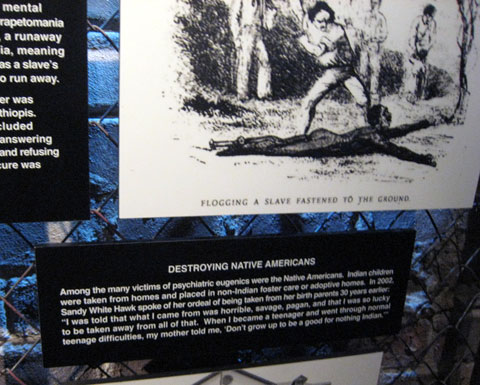 mental
rapetomania
, a runaway
ia, meaning
as a slave's
o run away.
er was
thiopis.
cluded
answering
and refusing
cure was
FLOGGING A SLAVE FASTENED TO THE GROUND.
DESTROYING NATIVE AMERICANS
Among the many victims of psychiatric eugenics were the Native Americans. Indian children
were taken from homes and placed in non-Indian foster care or adoptive homes. In 2002,
Sandy White Hawk spoke of her ordeal of being taken from her birth parents 30 years earlier:
"I was told that what I came from was horrible, savage, pagan, and that I was so lucky
to be taken away from all of that. When I became a teenager and went through normal
teenage difficulties, my mother told me, 'Don't grow up to be a good for nothing Indian.'"